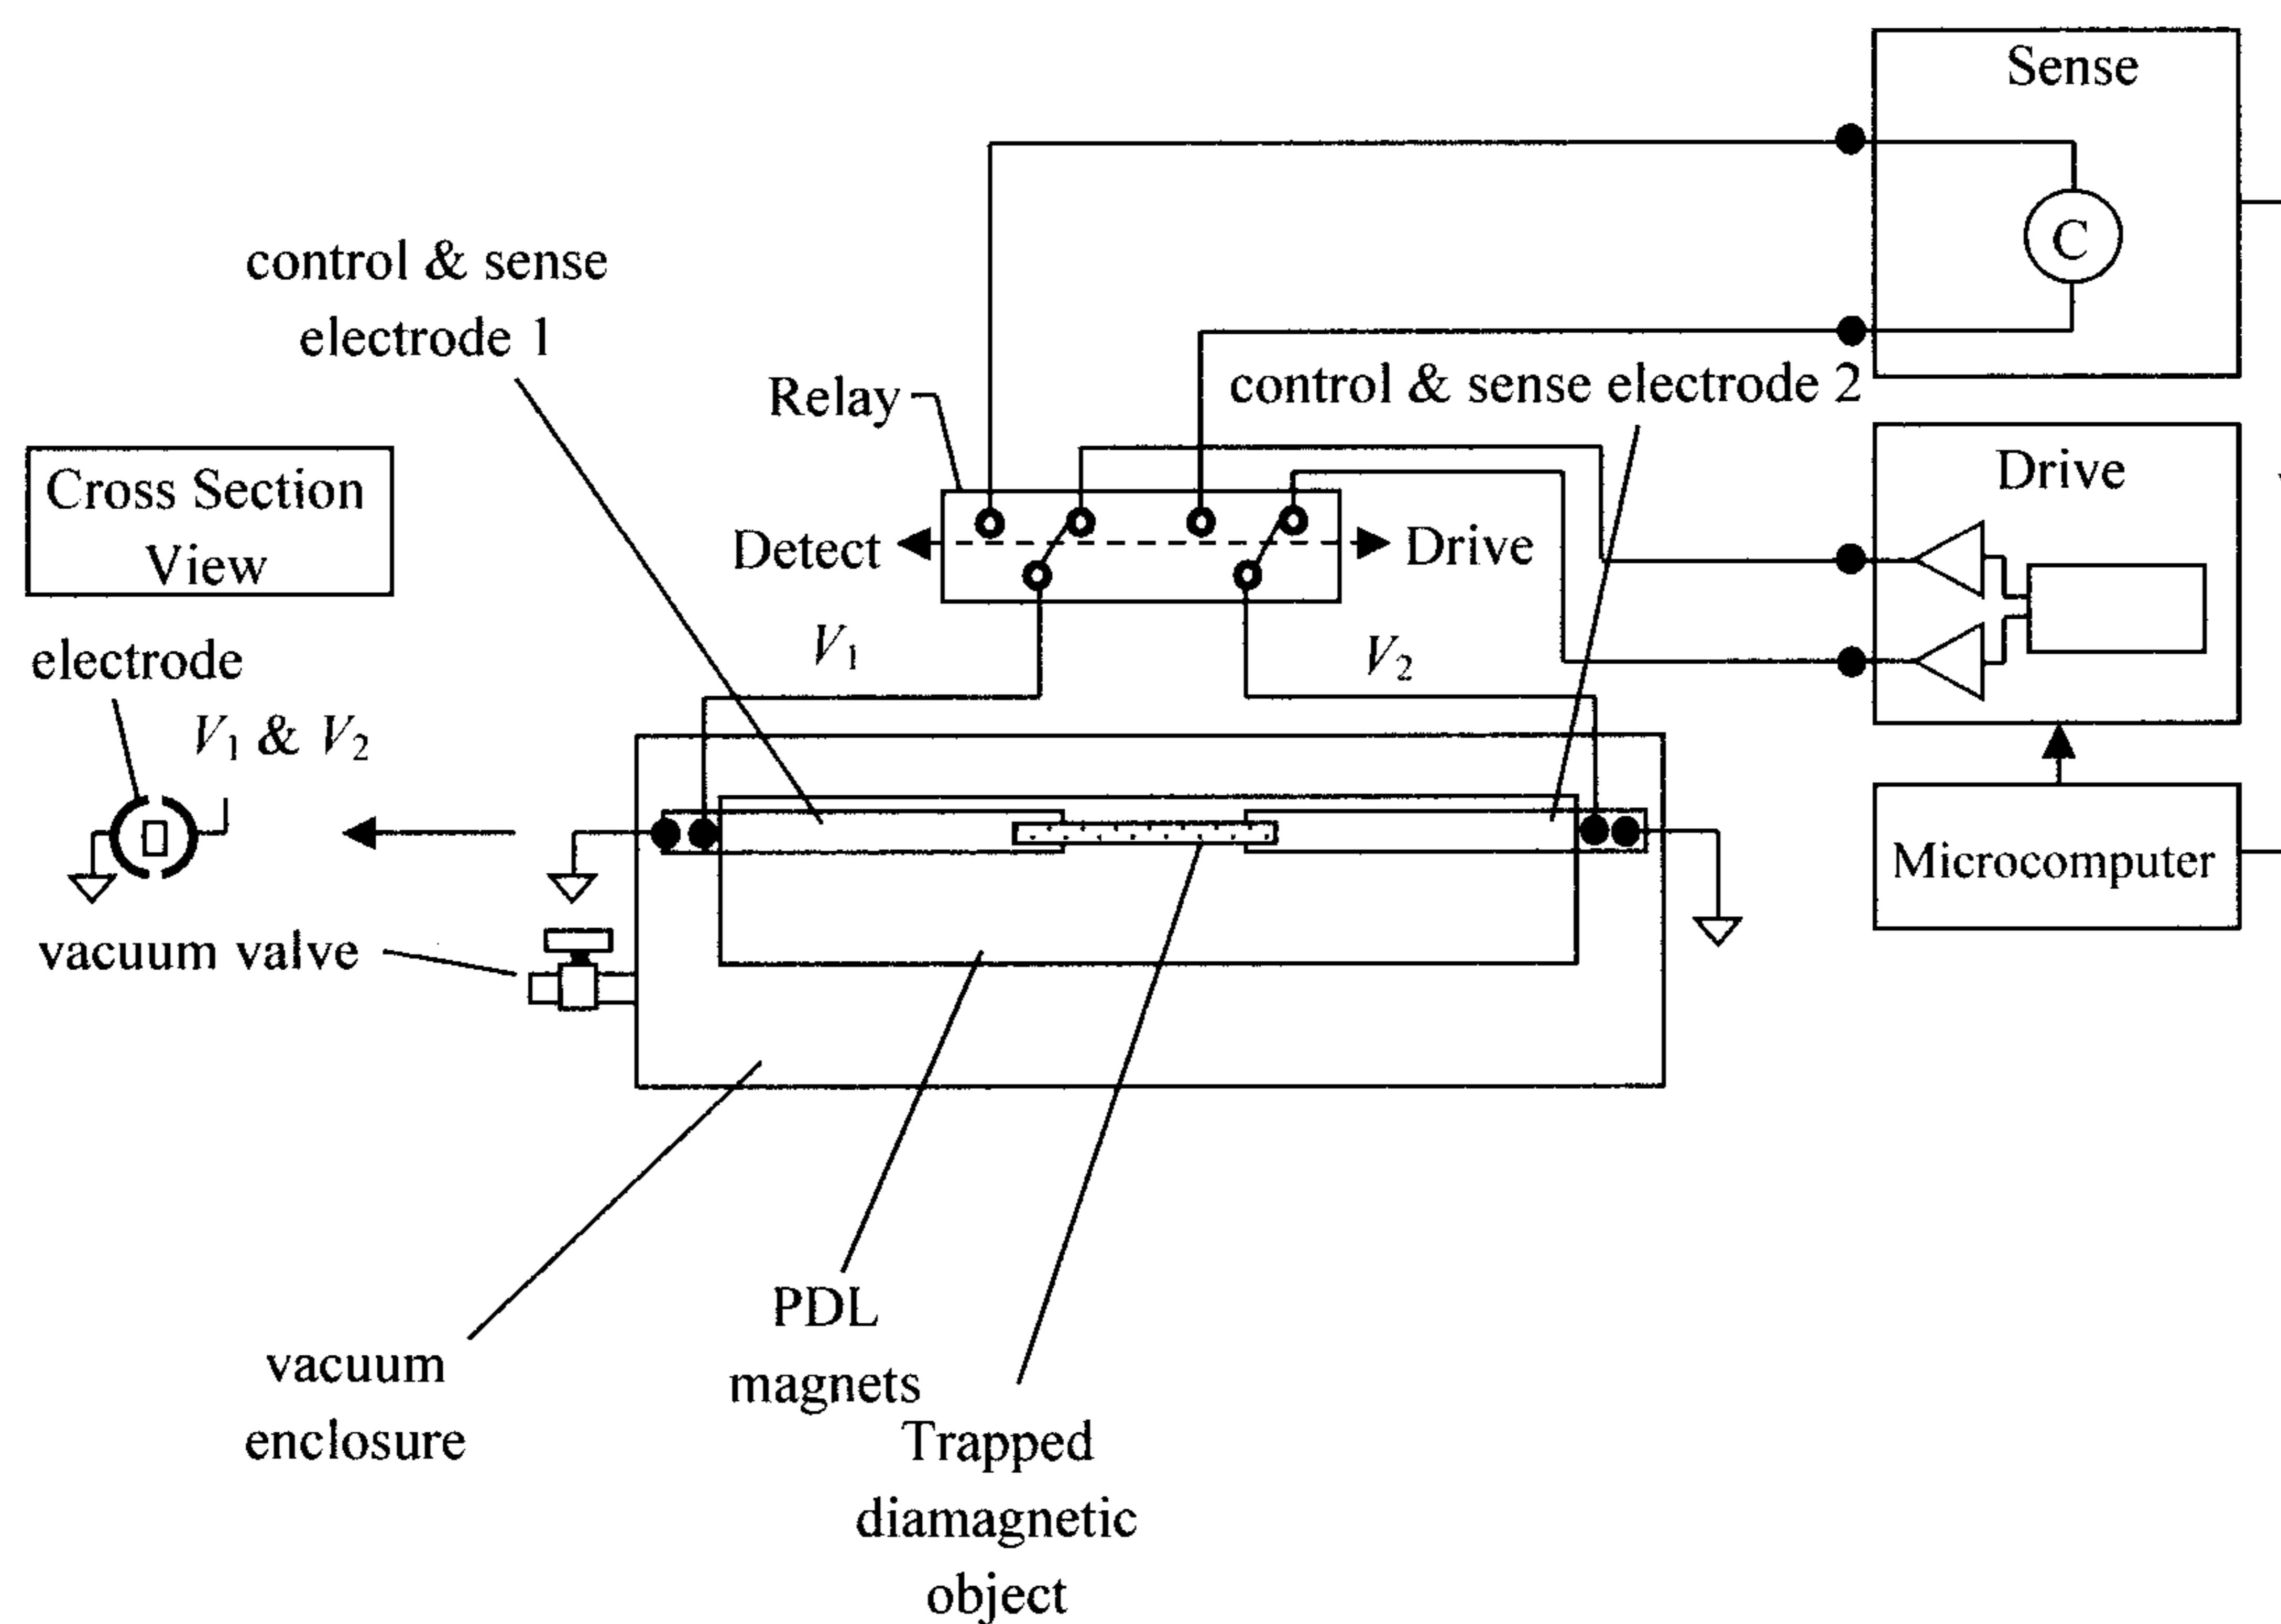 Sense
C
control & sense
electrode 1
Relay
control & sense electrode 2
Cross Section
View
Drive
Detect
Drive
electrode
V1
V2
V1 & V2
Microcomputer
vacuum valve
PDL
magnets
vacuum
enclosure
Trapped
diamagnetic
object